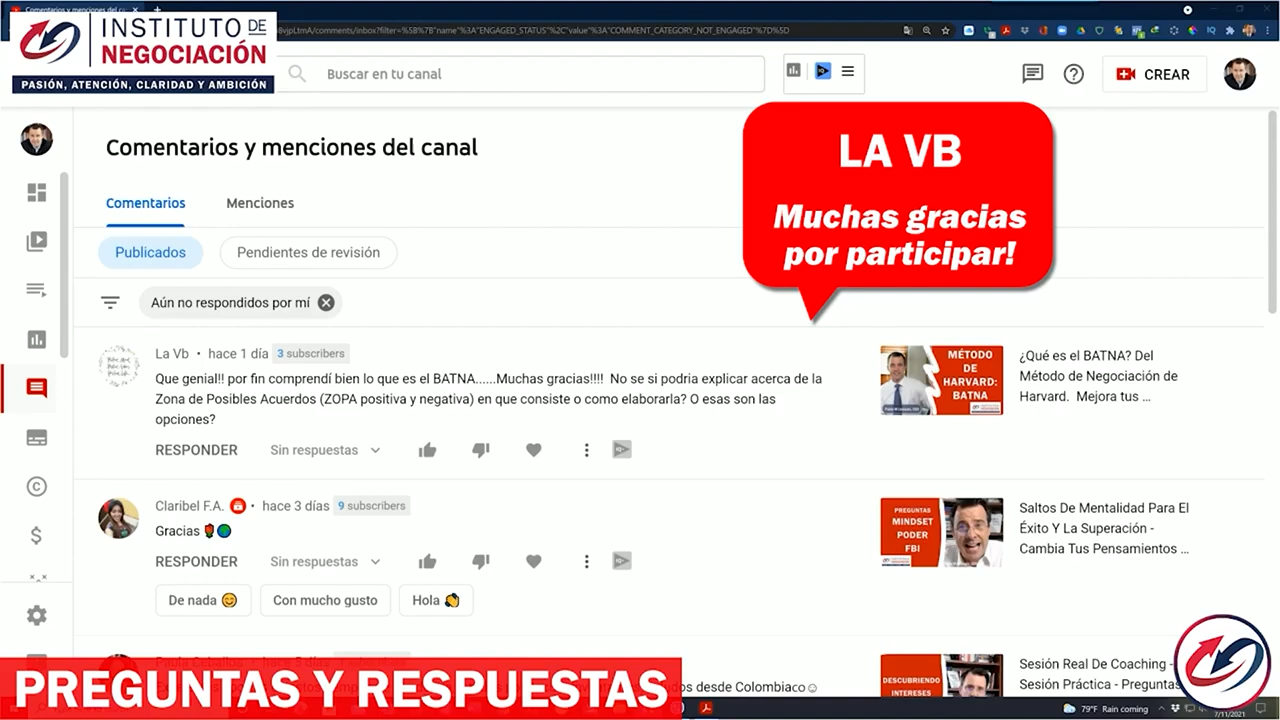 Comentarios y menciones del c
INSTITUTO DE
NEGOCIACIÓN
PASIÓN, ATENCIÓN, CLARIDAD Y AMBICIÓN
Buscar en tu canal
CREAR
Comentarios y menciones del canal
LA VB
Muchas gracias
por participar!
Comentarios
Menciones
Publicados
Pendientes de revisión
Aún no respondidos por mí
La Vb • hace 1 día 3 subscribers
Que genial!! por fin comprendí bien lo que es el BATNA......Muchas gracias!!!! No se si podria explicar acerca de la
Zona de Posibles Acuerdos (ZOPA positiva y negativa) en que consiste o como elaborarla? O esas son las
opciones?
RESPONDER Sin respuestas
MÉTODO
DE
HARVARD:
BATNA
¿Qué es el BATNA? Del
Método de Negociación de
Harvard. Mejora tus ...
Claribel F.A. • hace 3 días 9 subscribers
Gracias
RESPONDER Sin respuestas
De nada
Con mucho gusto
Hola
PREGUNTAS
MINDSET
PODER
FBI
Saltos De Mentalidad Para El
Éxito Y La Superación -
Cambia Tus Pensamientos ...
DESCUBRIENDO
INTERESES
Sesión Real De Coaching -
Sesión Práctica - Preguntas
dos desde Colombiaco
PREGUNTAS Y RESPUESTAS
79°F Rain coming
7/11/2021